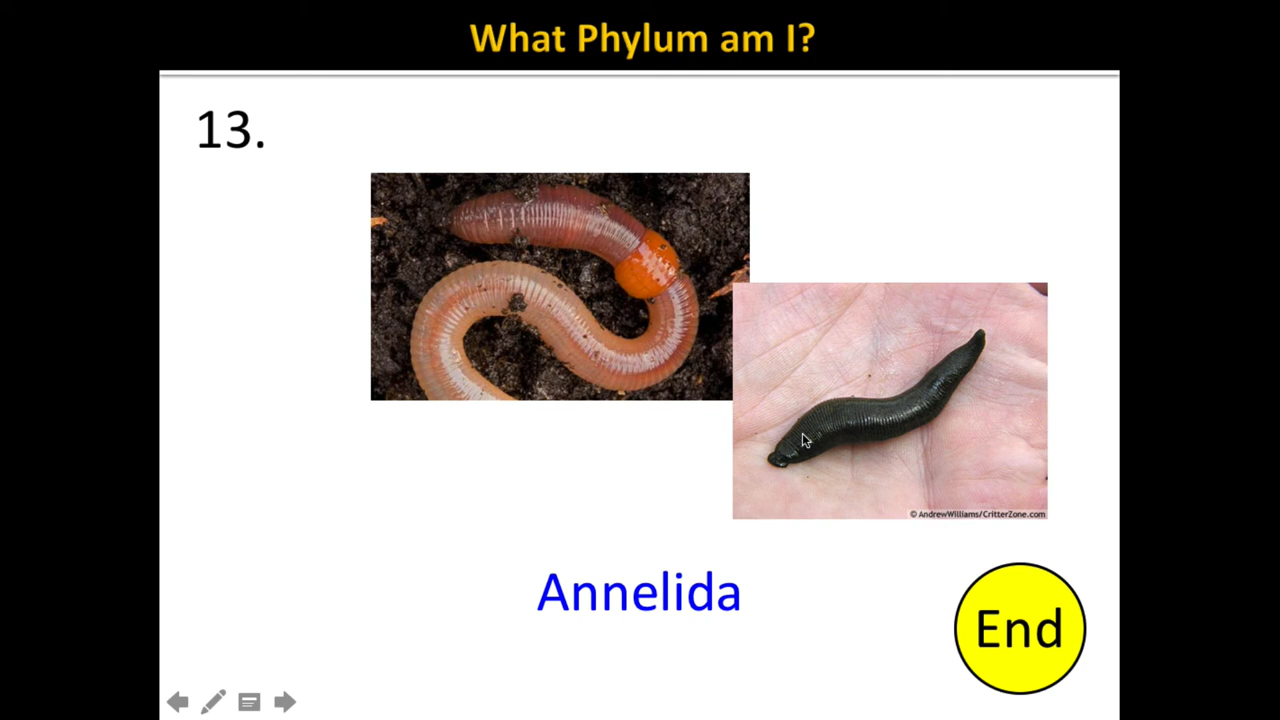 What Phylum am I?
13.
© AndrewWilliams/CritterZone.com
Annelida
End